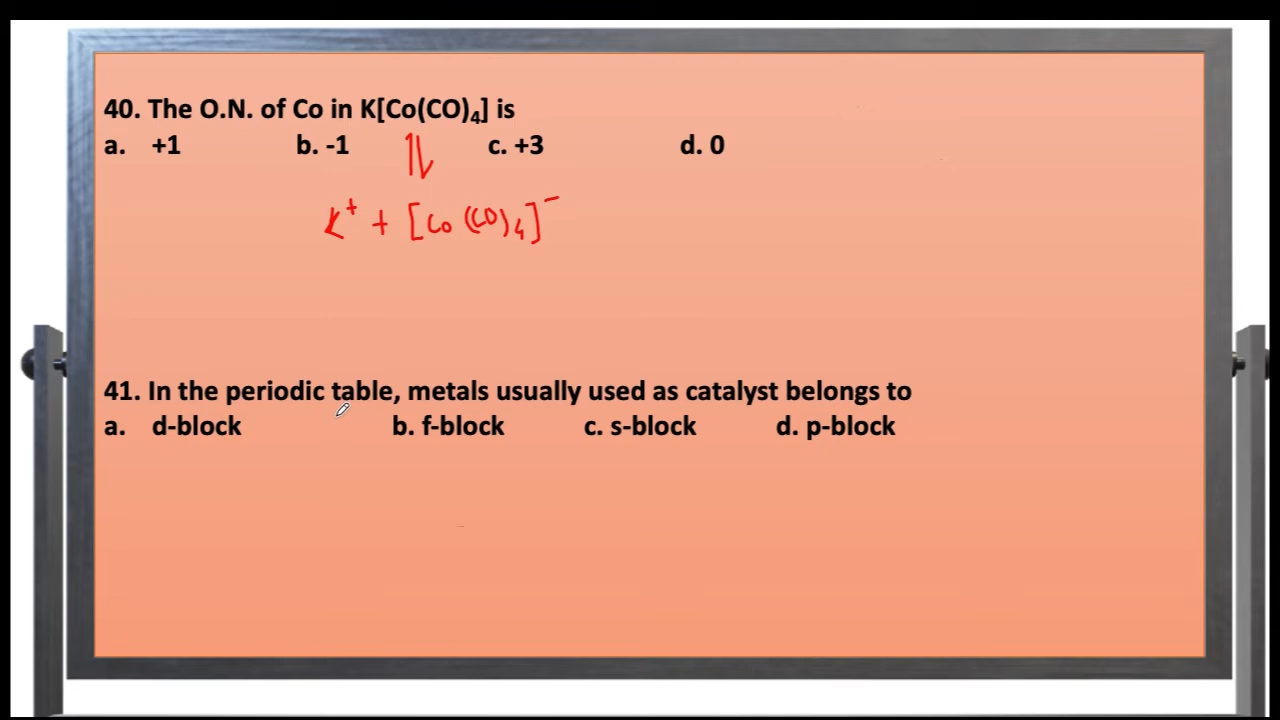 40. The O.N. of Co in K[Co(CO)₄] is
a. +1 b. -1 c. +3 d. 0
⇅
K⁺ + [Co(CO)₄]⁻
41. In the periodic table, metals usually used as catalyst belongs to
a. d-block b. f-block c. s-block d. p-block